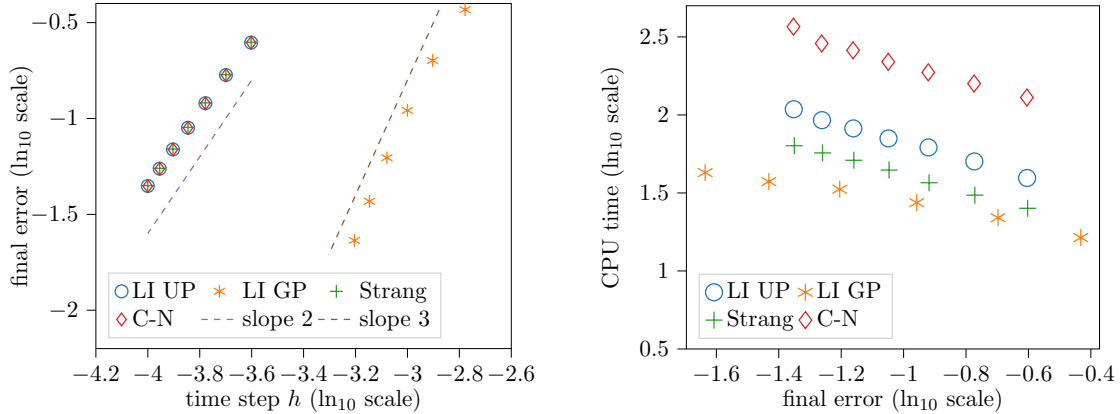 −0.5
−1
−1.5
−2
final error (ln10 scale)
LI UP LI GP Strang
C-N slope 2 slope 3
−4.2 −4 −3.8 −3.6 −3.4 −3.2 −3 −2.8 −2.6
time step h (ln10 scale)
2.5
2
1.5
1
0.5
CPU time (ln10 scale)
LI UP LI GP
Strang C-N
−1.6 −1.4 −1.2 −1 −0.8 −0.6 −0.4
final error (ln10 scale)